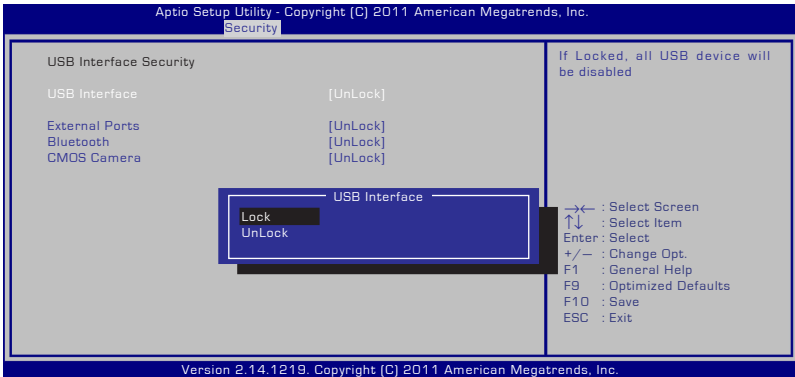 Aptio Setup Utility - Copyright (C) 2011 American Megatrends, Inc.
Security
USB Interface Security
USB Interface [UnLock]
External Ports [UnLock]
Bluetooth [UnLock]
CMOS Camera [UnLock]
USB Interface
Lock
UnLock
If Locked, all USB device will
be disabled
→← : Select Screen
↑↓ : Select Item
Enter : Select
+/− : Change Opt.
F1 : General Help
F9 : Optimized Defaults
F10 : Save
ESC : Exit
Version 2.14.1219. Copyright (C) 2011 American Megatrends, Inc.